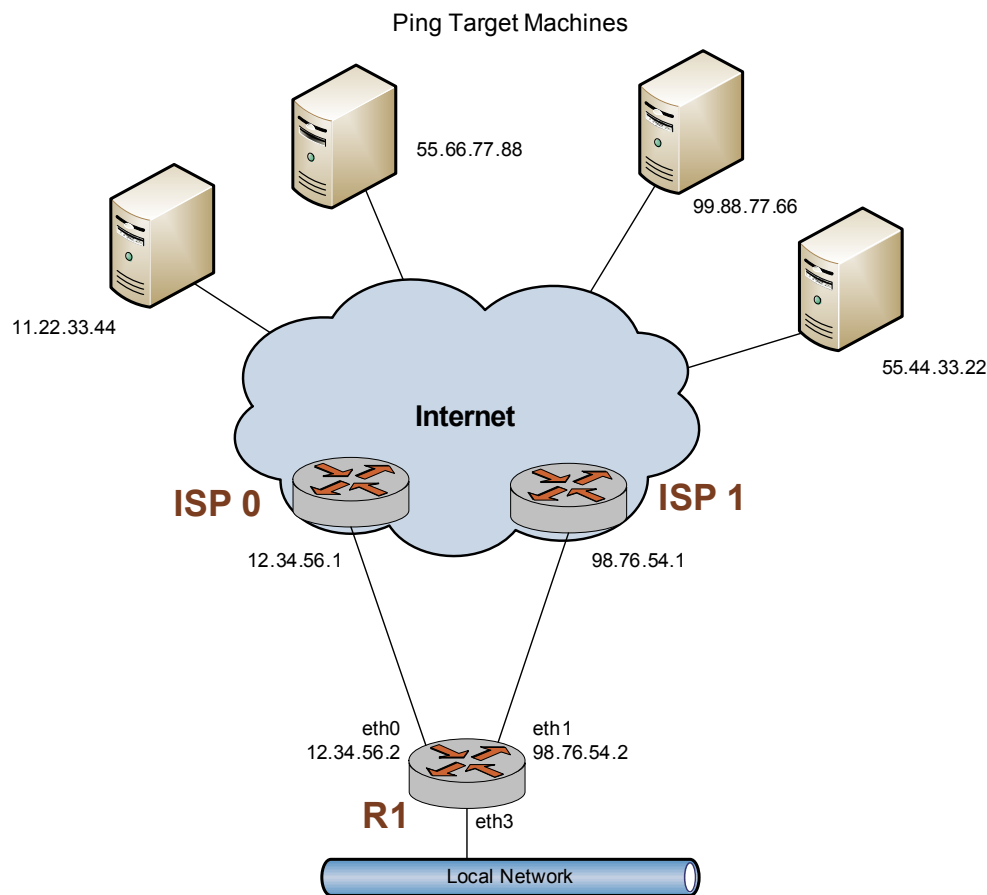 Ping Target Machines
55.66.77.88
99.88.77.66
11.22.33.44
55.44.33.22
Internet
ISP 0
ISP 1
12.34.56.1
98.76.54.1
eth0
12.34.56.2
eth1
98.76.54.2
R1
eth3
Local Network